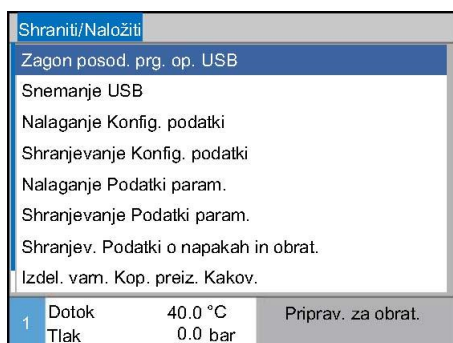 Shraniti/Naložiti
Zagon posod. prg. op. USB
Snemanje USB
Nalaganje Konfig. podatki
Shranjevanje Konfig. podatki
Nalaganje Podatki param.
Shranjevanje Podatki param.
Shranjev. Podatki o napakah in obrat.
Izdel. varn. Kop. preiz. Kakov.
1 Dotok 40.0 °C Priprav. za obrat.
Tlak 0.0 bar